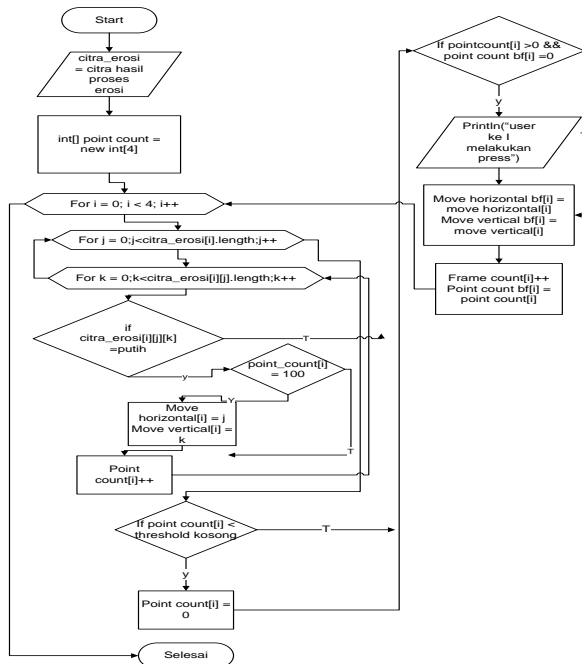 Start
citra_erosi
= citra hasil
proses
erosi
int[] point count =
new int[4]
For i = 0; i < 4; i++
For j = 0;j<citra_erosi[i].length;j++
For k = 0;k<citra_erosi[i][j].length;k++
if
citra_erosi[i][j][k]
=putih
T
y
point_count[i]
= 100
Y
T
Move
horizontal[i] = j
Move vertical[i] =
k
Point
count[i]++
If point count[i] <
threshold kosong
T
y
Point count[i] =
0
Selesai
If pointcount[i] >0 &&
point count bf[i] =0
y
Println("user
ke I
melakukan
press")
Move horizontal bf[i] =
move horizontal[i]
Move vertical bf[i] =
move vertical[i]
Frame count[i]++
Point count bf[i] =
point count[i]